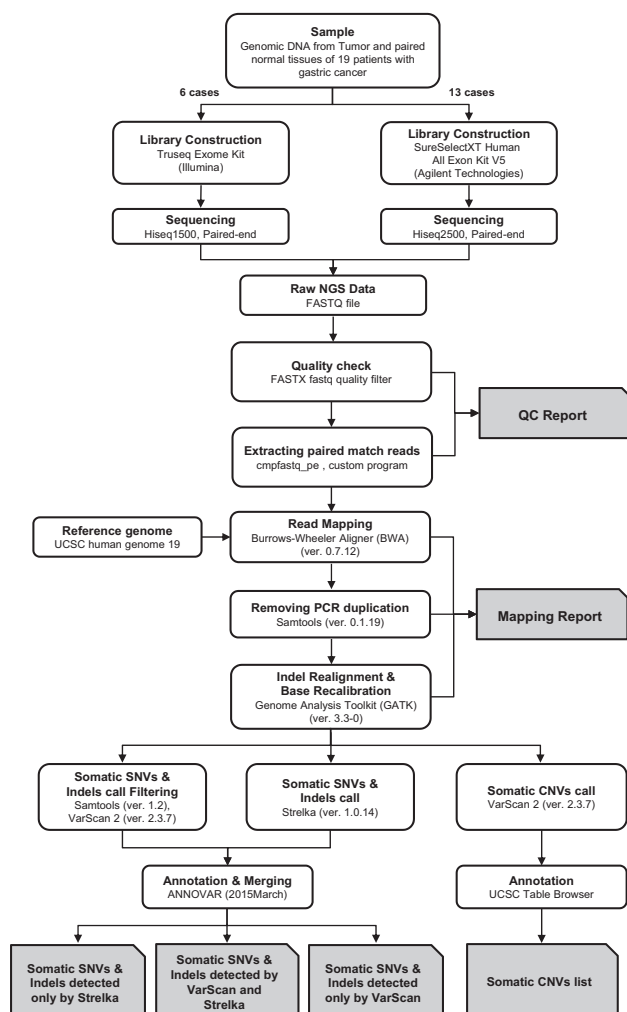 Sample
Genomic DNA from Tumor and paired
normal tissues of 19 patients with
gastric cancer
6 cases
13 cases
Library Construction
Truseq Exome Kit
(Illumina)
Library Construction
SureSelectXT Human
All Exon Kit V5
(Agilent Technologies)
Sequencing
Hiseq1500, Paired-end
Sequencing
Hiseq2500, Paired-end
Raw NGS Data
FASTQ file
Quality check
FASTX fastq quality filter
QC Report
Extracting paired match reads
cmpfastq_pe , custom program
Reference genome
UCSC human genome 19
Read Mapping
Burrows-Wheeler Aligner (BWA)
(ver. 0.7.12)
Removing PCR duplication
Samtools (ver. 0.1.19)
Mapping Report
Indel Realignment &
Base Recalibration
Genome Analysis Toolkit (GATK)
(ver. 3.3-0)
Somatic SNVs &
Indels call Filtering
Samtools (ver. 1.2),
VarScan 2 (ver. 2.3.7)
Somatic SNVs &
Indels call
Strelka (ver. 1.0.14)
Somatic CNVs call
VarScan 2 (ver. 2.3.7)
Annotation & Merging
ANNOVAR (2015March)
Annotation
UCSC Table Browser
Somatic SNVs &
Indels detected
only by Strelka
Somatic SNVs &
Indels detected by
VarScan and
Strelka
Somatic SNVs &
Indels detected
only by VarScan
Somatic CNVs list